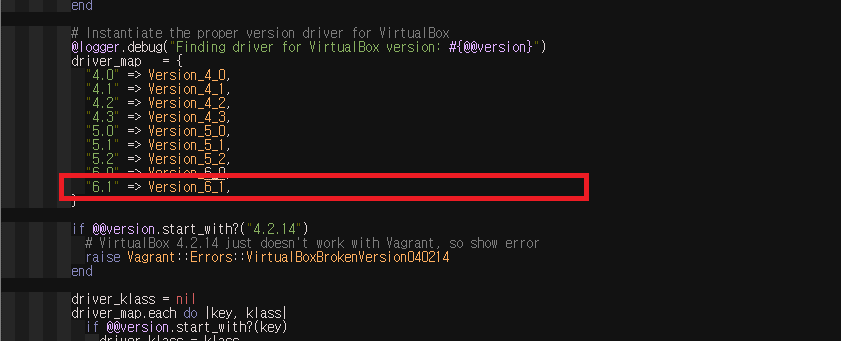 end
# Instantiate the proper version driver for VirtualBox
@logger.debug("Finding driver for VirtualBox version: #{@@version}")
driver_map = {
"4.0" => Version_4_0,
"4.1" => Version_4_1,
"4.2" => Version_4_2,
"4.3" => Version_4_3,
"5.0" => Version_5_0,
"5.1" => Version_5_1,
"5.2" => Version_5_2,
"6.0" => Version_6_0,
"6.1" => Version_6_1,
}
if @@version.start_with?("4.2.14")
# VirtualBox 4.2.14 just doesn't work with Vagrant, so show error
raise Vagrant::Errors::VirtualBoxBrokenVersion040214
end
driver_klass = nil
driver_map.each do |key, klass|
if @@version.start_with?(key)
driver_klass = klass